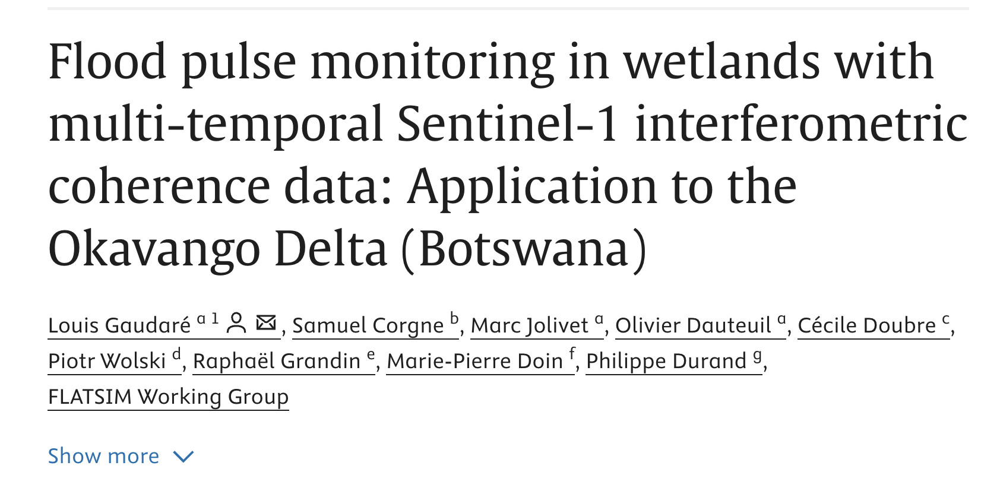 Flood pulse monitoring in wetlands with
multi-temporal Sentinel-1 interferometric
coherence data: Application to the
Okavango Delta (Botswana)
Louis Gaudaré a 1, Samuel Corgne b, Marc Jolivet a, Olivier Dauteuil a, Cécile Doubre c,
Piotr Wolski d, Raphaël Grandin e, Marie-Pierre Doin f, Philippe Durand g,
FLATSIM Working Group
Show more